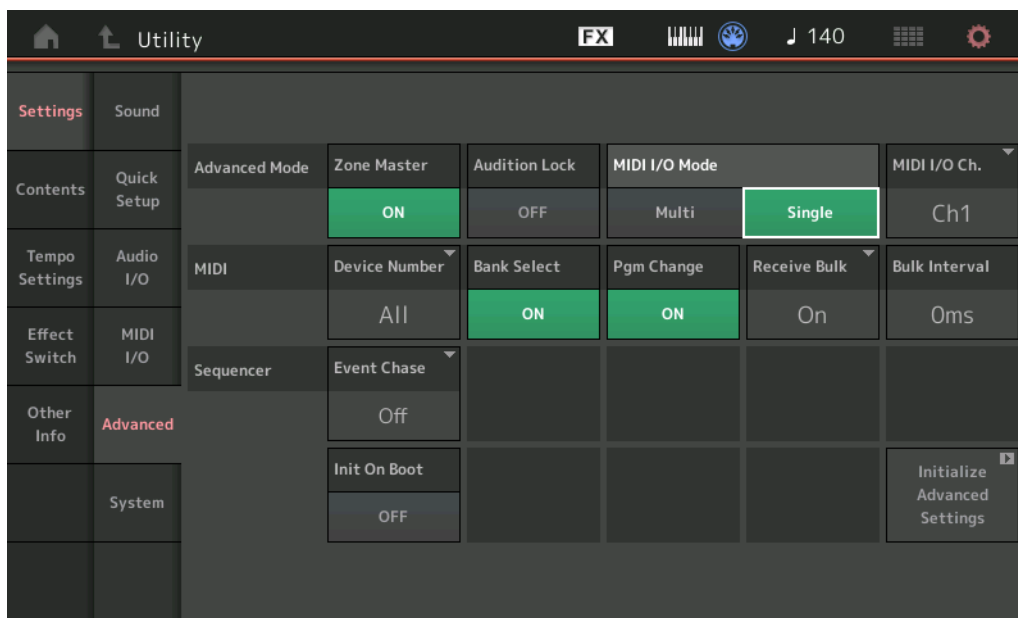 Utility
FX
♩ 140
Settings
Sound
Contents
Quick
Setup
Tempo
Settings
Audio
I/O
Effect
Switch
MIDI
I/O
Other
Info
Advanced
System
Advanced Mode
Zone Master
ON
Audition Lock
OFF
MIDI I/O Mode
Multi
Single
MIDI I/O Ch.
Ch1
MIDI
Device Number
All
Bank Select
ON
Pgm Change
ON
Receive Bulk
On
Bulk Interval
0ms
Sequencer
Event Chase
Off
Init On Boot
OFF
Initialize
Advanced
Settings